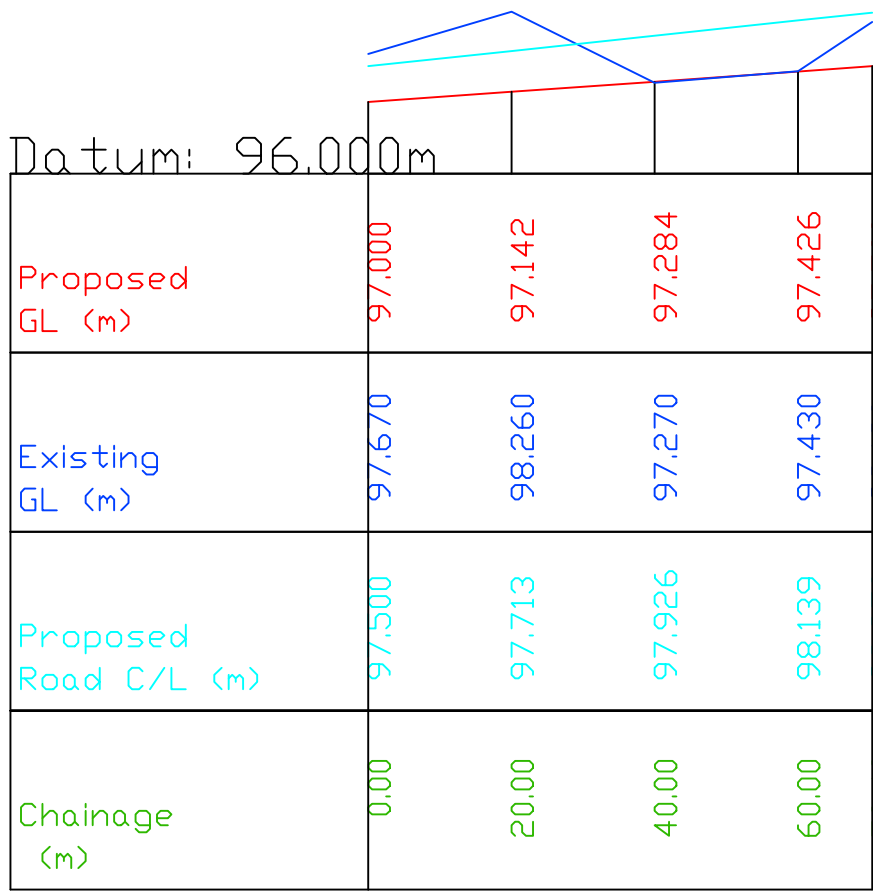 Datum: 96.000m
Proposed
GL (m)
97.000 97.142 97.284 97.426
Existing
GL (m)
97.670 98.260 97.270 97.430
Proposed
Road C/L (m)
97.500 97.713 97.926 98.139
Chainage
(m)
0.00 20.00 40.00 60.00